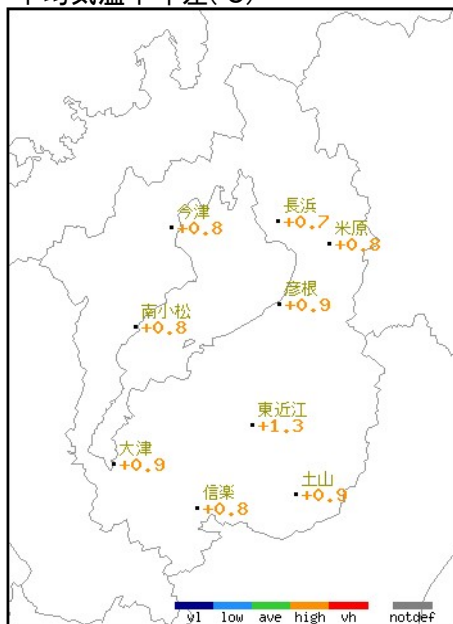 平均気温平年差(℃)
今津
+0.8
長浜
+0.7
米原
+0.8
彦根
+0.9
南小松
+0.8
東近江
+1.3
大津
+0.9
土山
+0.9
信楽
+0.8
vl low ave high vh notdef